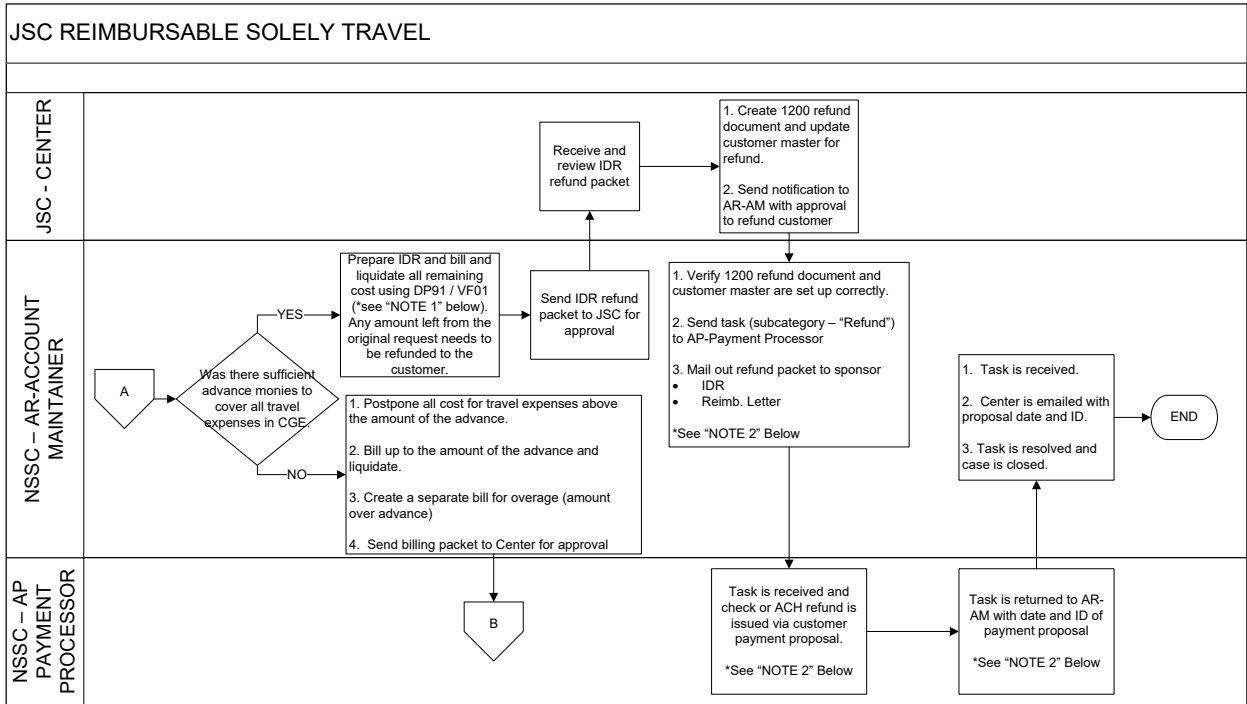 JSC REIMBURSABLE SOLELY TRAVEL
JSC - CENTER
Receive and
review IDR
refund packet
1. Create 1200 refund
document and update
customer master for
refund.
2. Send notification to
AR-AM with approval
to refund customer
NSSC – AR-ACCOUNT
MAINTAINER
A
Was there sufficient
advance monies to
cover all travel
expenses in CGE.
YES
NO
Prepare IDR and bill and
liquidate all remaining
cost using DP91 / VF01
(*see “NOTE 1” below).
Any amount left from the
original request needs to
be refunded to the
customer.
Send IDR refund
packet to JSC for
approval
1. Postpone all cost for travel expenses above
the amount of the advance.
2. Bill up to the amount of the advance and
liquidate.
3. Create a separate bill for overage (amount
over advance)
4. Send billing packet to Center for approval
1. Verify 1200 refund document and
customer master are set up correctly.
2. Send task (subcategory – “Refund”)
to AP-Payment Processor
3. Mail out refund packet to sponsor
• IDR
• Reimb. Letter
*See “NOTE 2” Below
1. Task is received.
2. Center is emailed with
proposal date and ID.
3. Task is resolved and
case is closed.
END
NSSC – AP
PAYMENT
PROCESSOR
B
Task is received and
check or ACH refund is
issued via customer
payment proposal.
*See “NOTE 2” Below
Task is returned to AR-
AM with date and ID of
payment proposal
*See “NOTE 2” Below